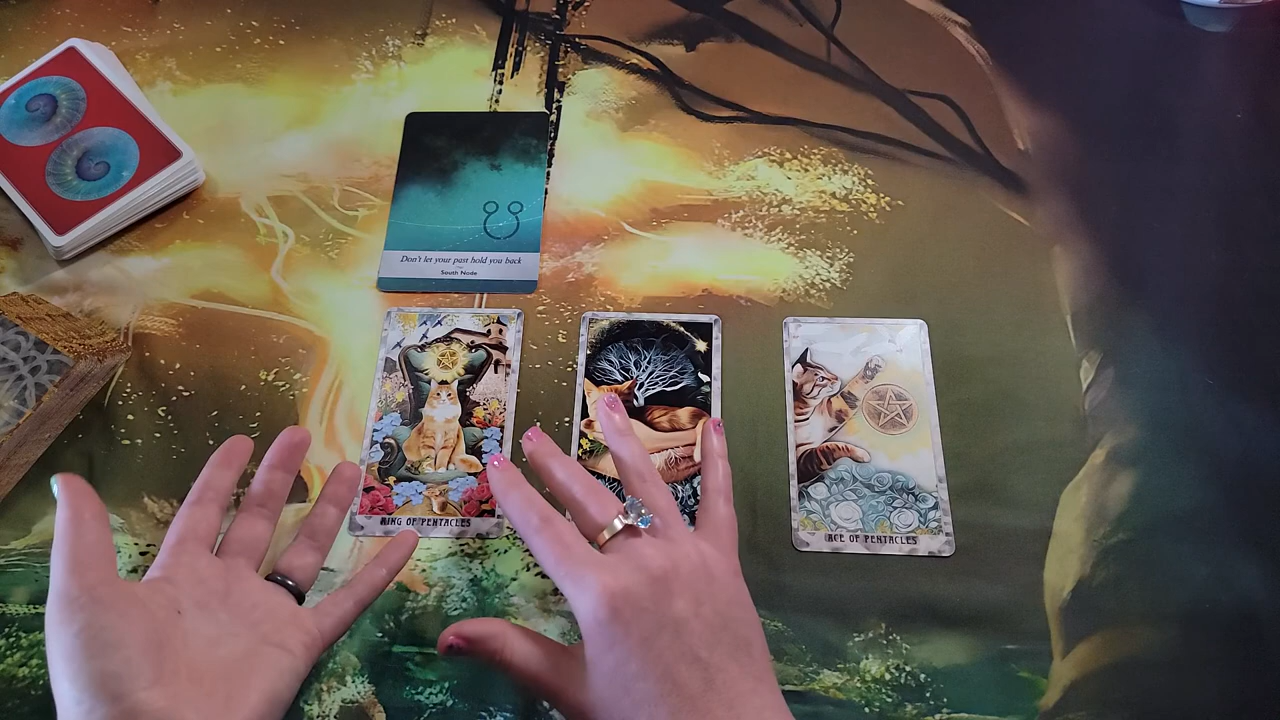 Don't let your past hold you back
South Node
KING OF PENTACLES
ACE OF PENTACLES